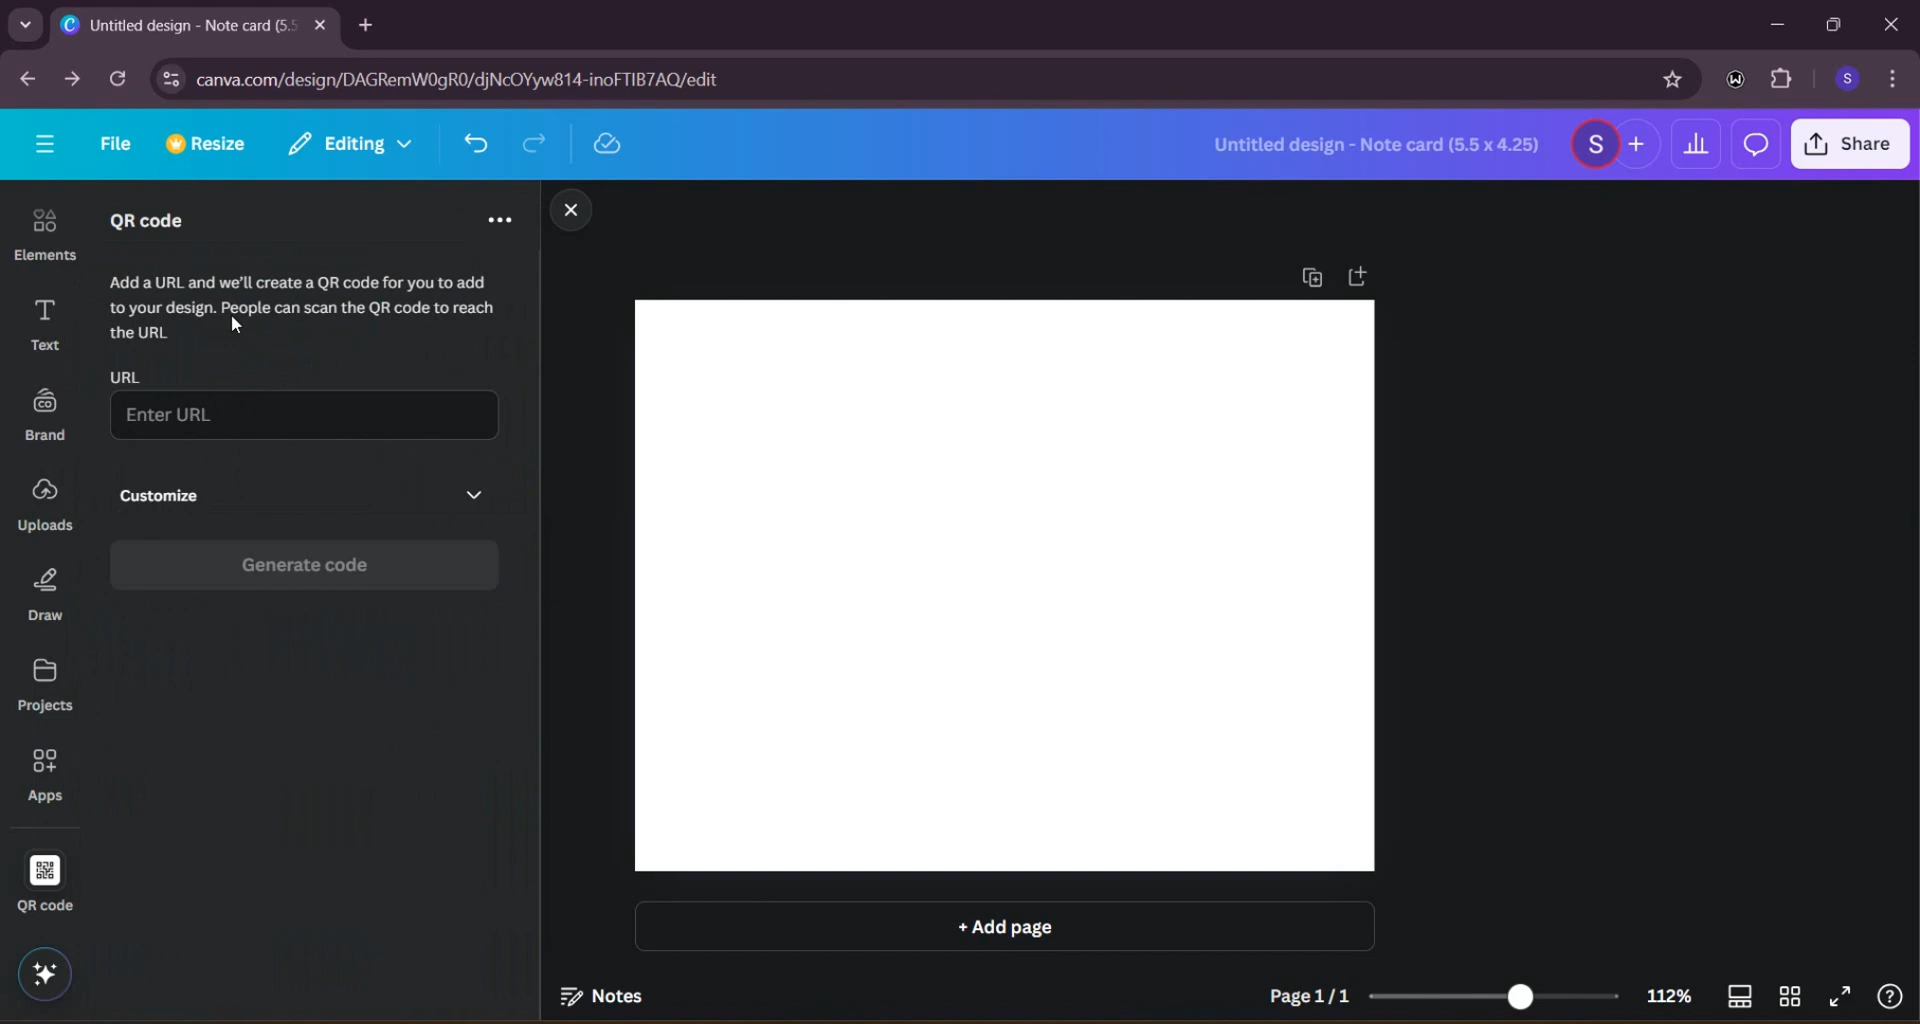 Untitled design - Note card (5.5
canva.com/design/DAGRemW0gR0/djNcOYyw814-inoFTIB7AQ/edit
S
File
Resize
Editing
Untitled design - Note card (5.5 x 4.25)
S
+
Share
Elements
Text
Brand
Uploads
Draw
Projects
Apps
QR code
QR code
Add a URL and we'll create a QR code for you to add
to your design. People can scan the QR code to reach
the URL
URL
Enter URL
Customize
Generate code
+ Add page
Notes
Page 1 / 1
112%